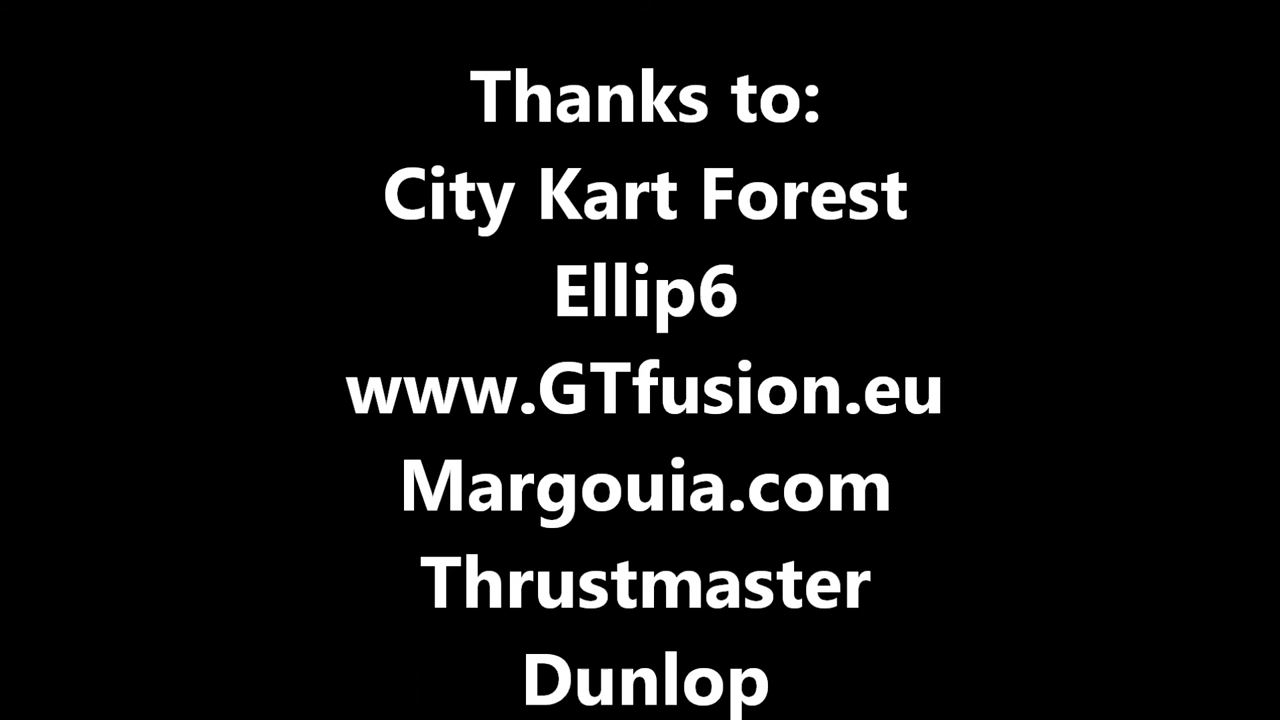 Thanks to:
City Kart Forest
Ellip6
www.GTfusion.eu
Margouia.com
Thrustmaster
Dunlop